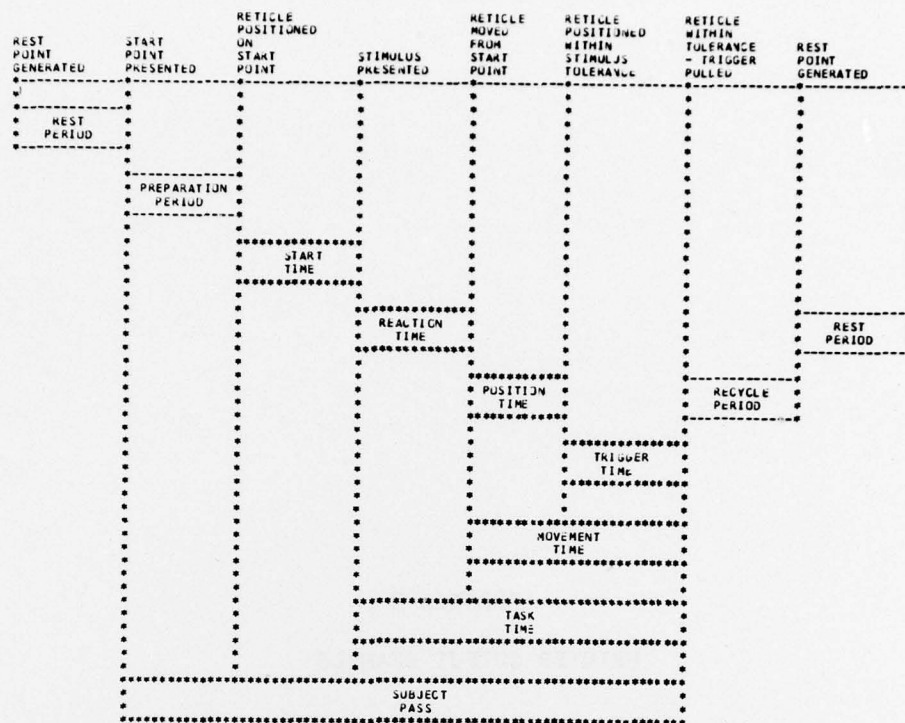 REST
POINT
GENERATED
START
POINT
PRESENTED
RETICLE
POSITIONED
ON
START
POINT
STIMULUS
PRESENTED
RETICLE
MOVED
FROM
START
POINT
RETICLE
POSITIONED
WITHIN
STIMULUS
TOLERANCE
RETICLE
WITHIN
TOLERANCE
- TRIGGER
PULLED
REST
POINT
GENERATED
REST
PERIOD
PREPARATION
PERIOD
START
TIME
REACTION
TIME
REST
PERIOD
POSITION
TIME
RECYCLE
PERIOD
TRIGGER
TIME
MOVEMENT
TIME
TASK
TIME
SUBJECT
PASS